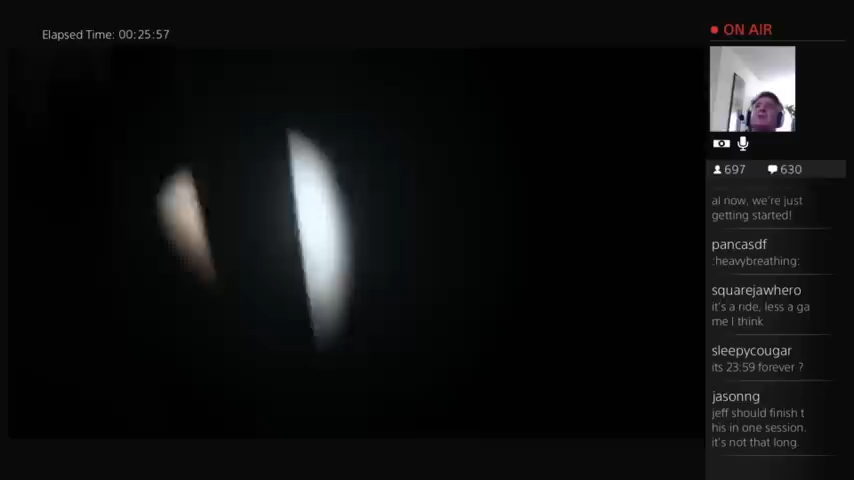 Elapsed Time: 00:25:57
ON AIR
697 630
al now, we're just
getting started!
pancasdf
:heavybreathing:
squarejawhero
it's a ride, less a ga
me I think
sleepycougar
its 23:59 forever ?
jasonng
jeff should finish t
his in one session.
it's not that long.